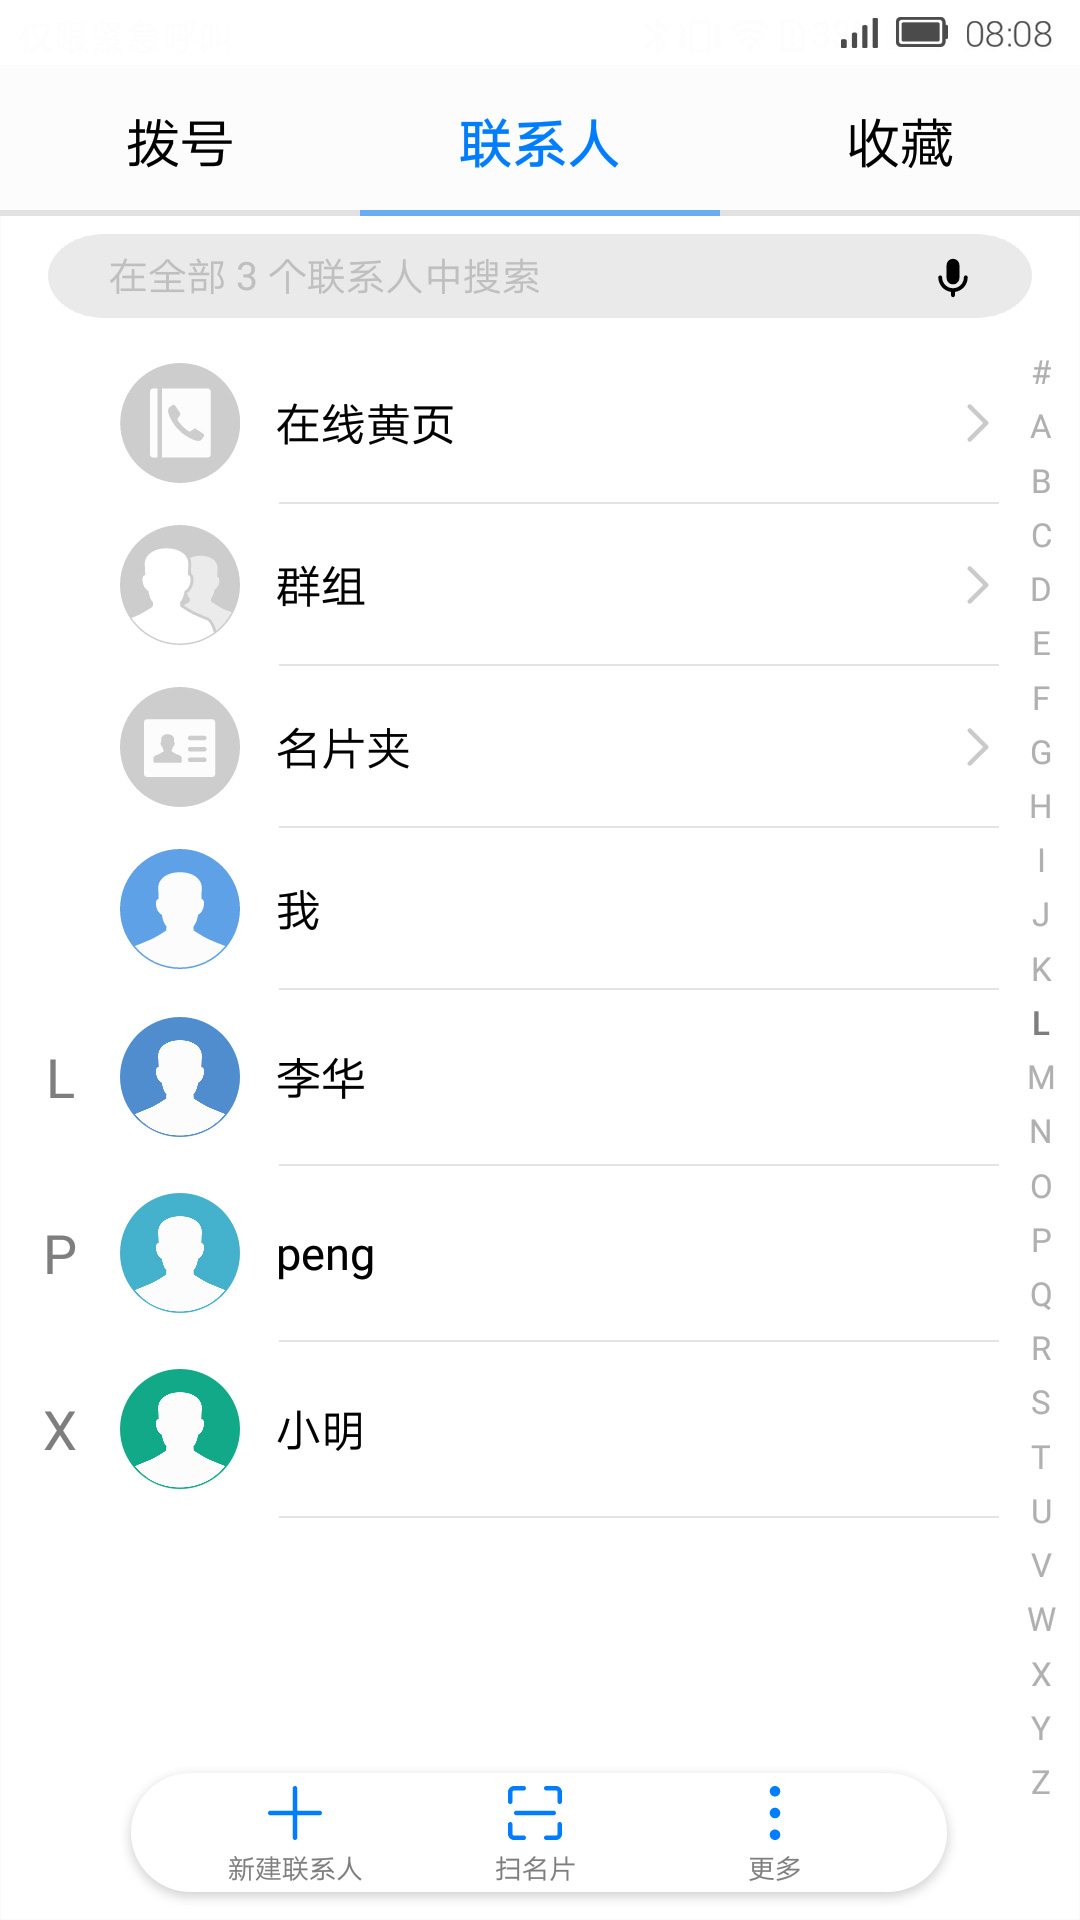 08:08
拨号 联系人 收藏
在全部 3 个联系人中搜索
在线黄页
群组
名片夹
我
L 李华
P peng
X 小明
#
A
B
C
D
E
F
G
H
I
J
K
L
M
N
O
P
Q
R
S
T
U
V
W
X
Y
Z
新建联系人 扫名片 更多